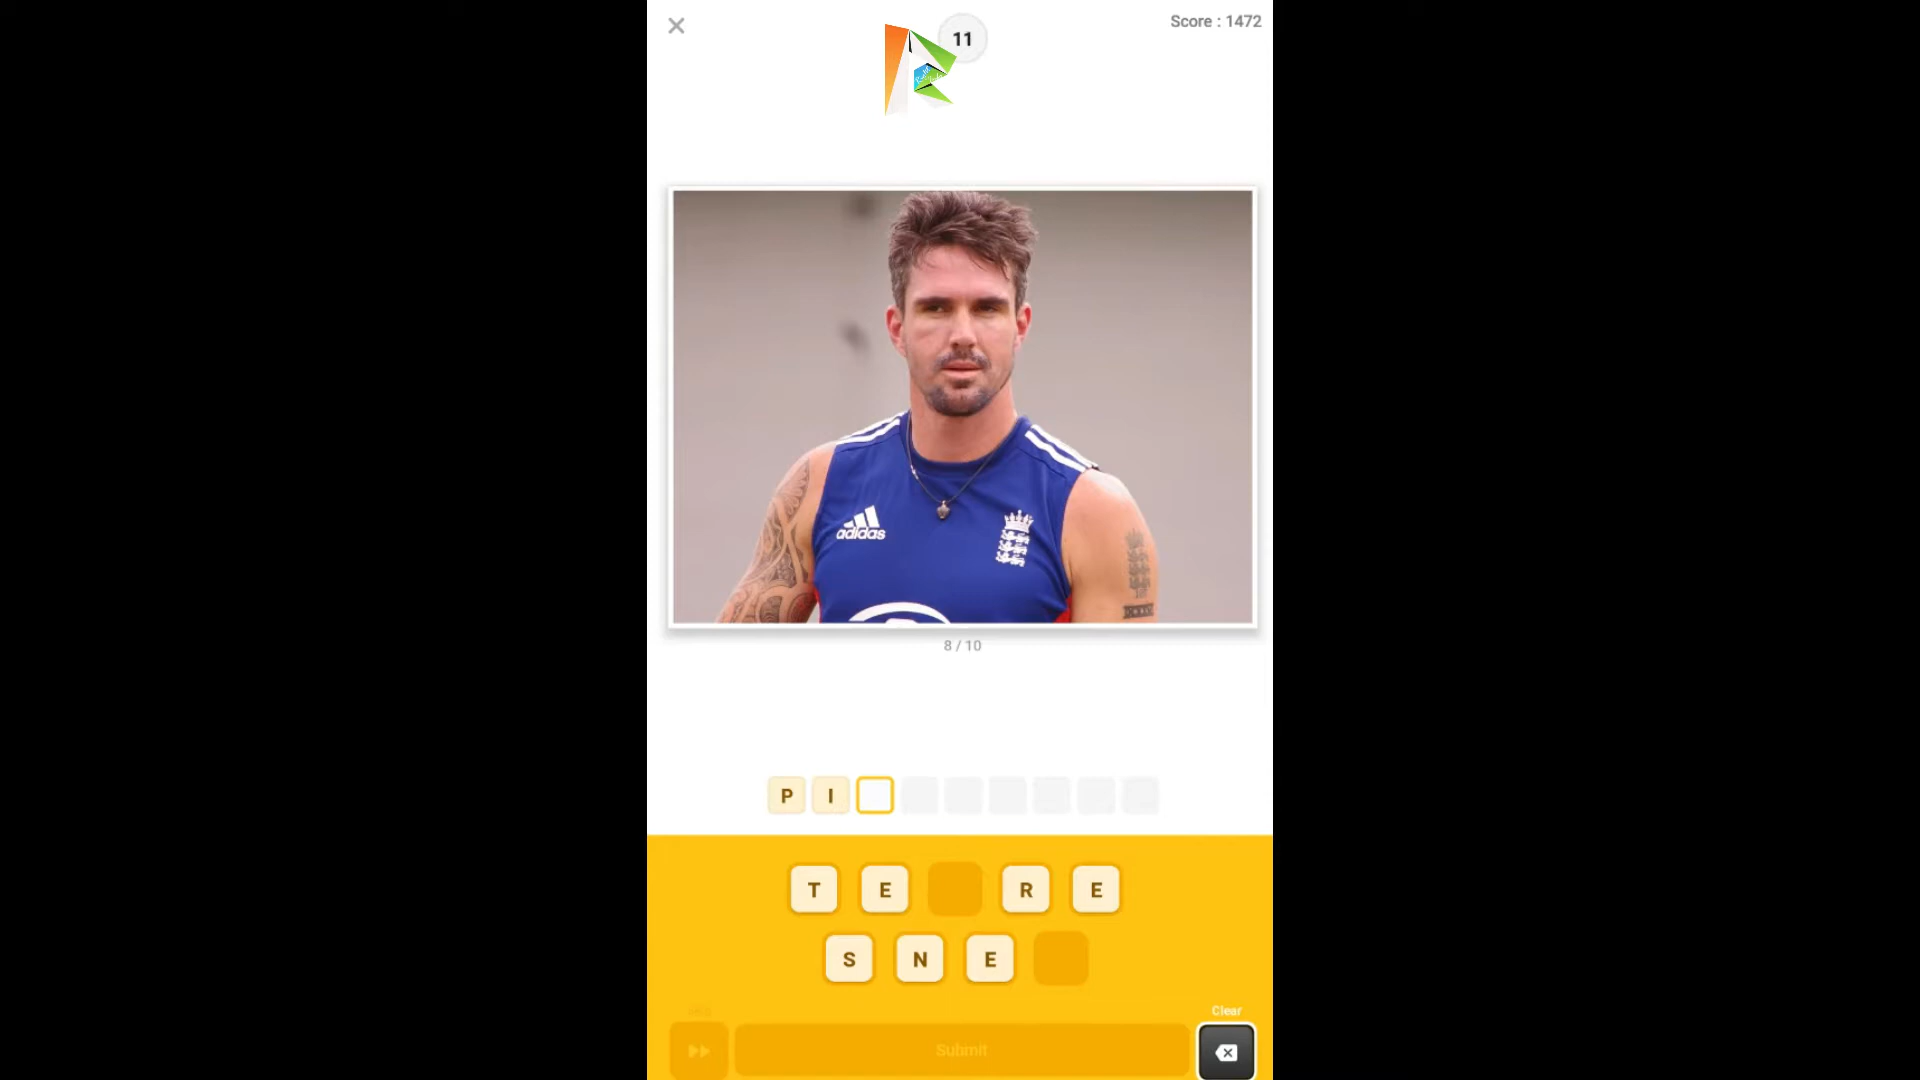 Score : 1472
11
adidas
8 / 10
P I
T E R E
S N E
Clear
Submit